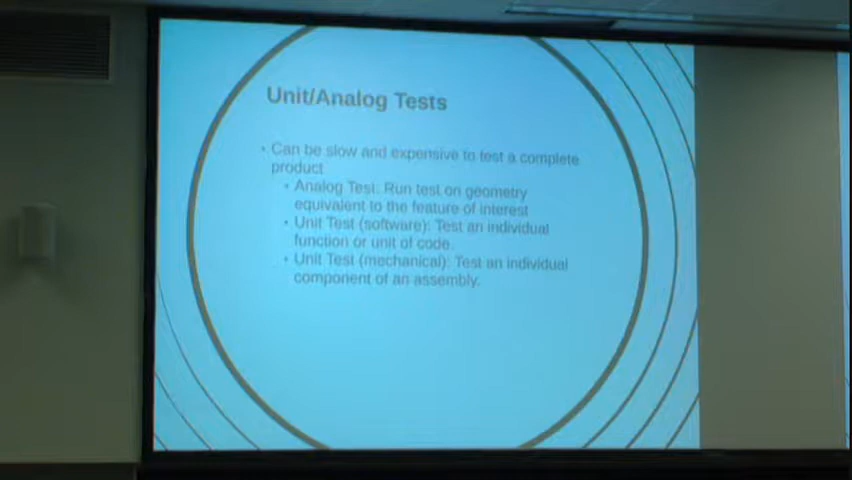 Unit/Analog Tests
• Can be slow and expensive to test a complete
product
• Analog Test: Run test on geometry
equivalent to the feature of interest
• Unit Test (software): Test an individual
function or unit of code.
• Unit Test (mechanical): Test an individual
component of an assembly.